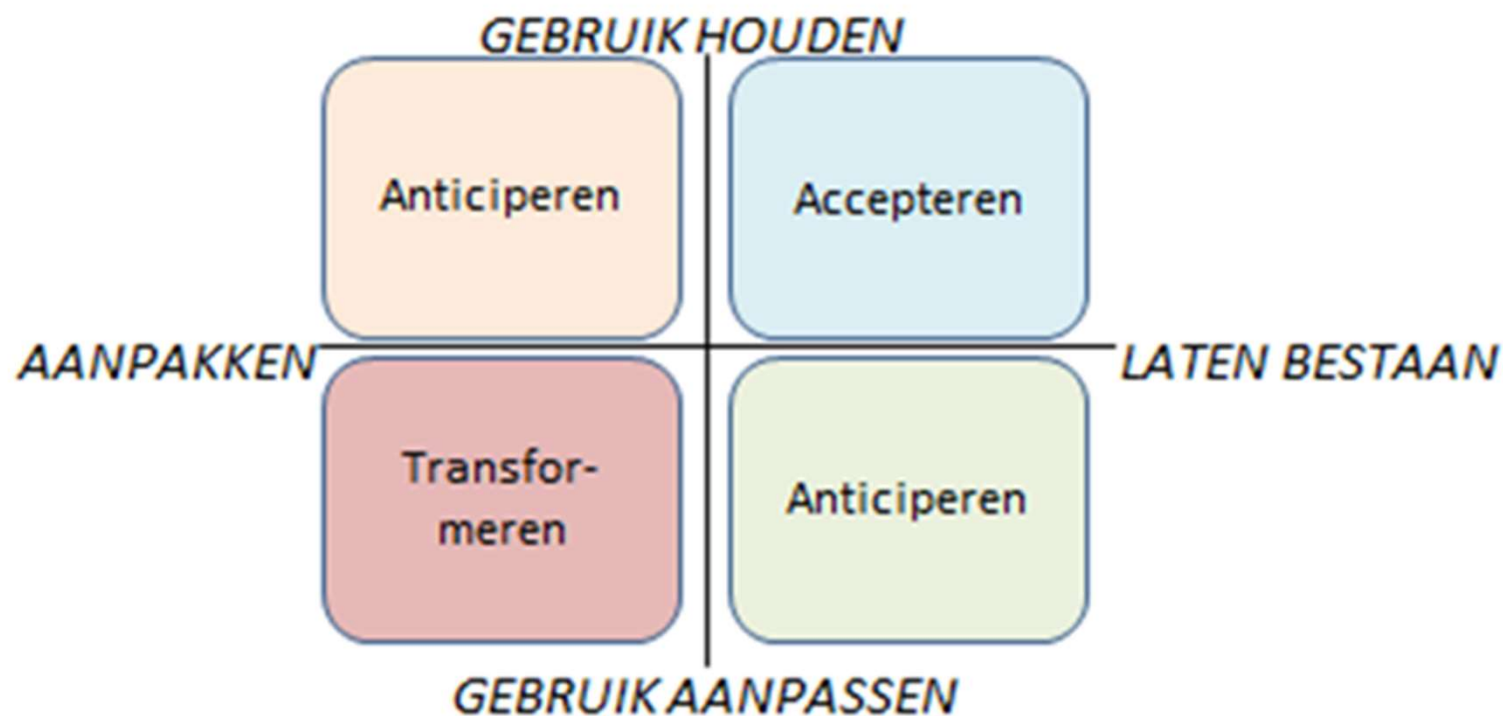 GEBRUIK HOUDEN
Anticiperen
Accepteren
AANPAKKEN
LATEN BESTAAN
Transfor-
meren
Anticiperen
GEBRUIK AANPASSEN